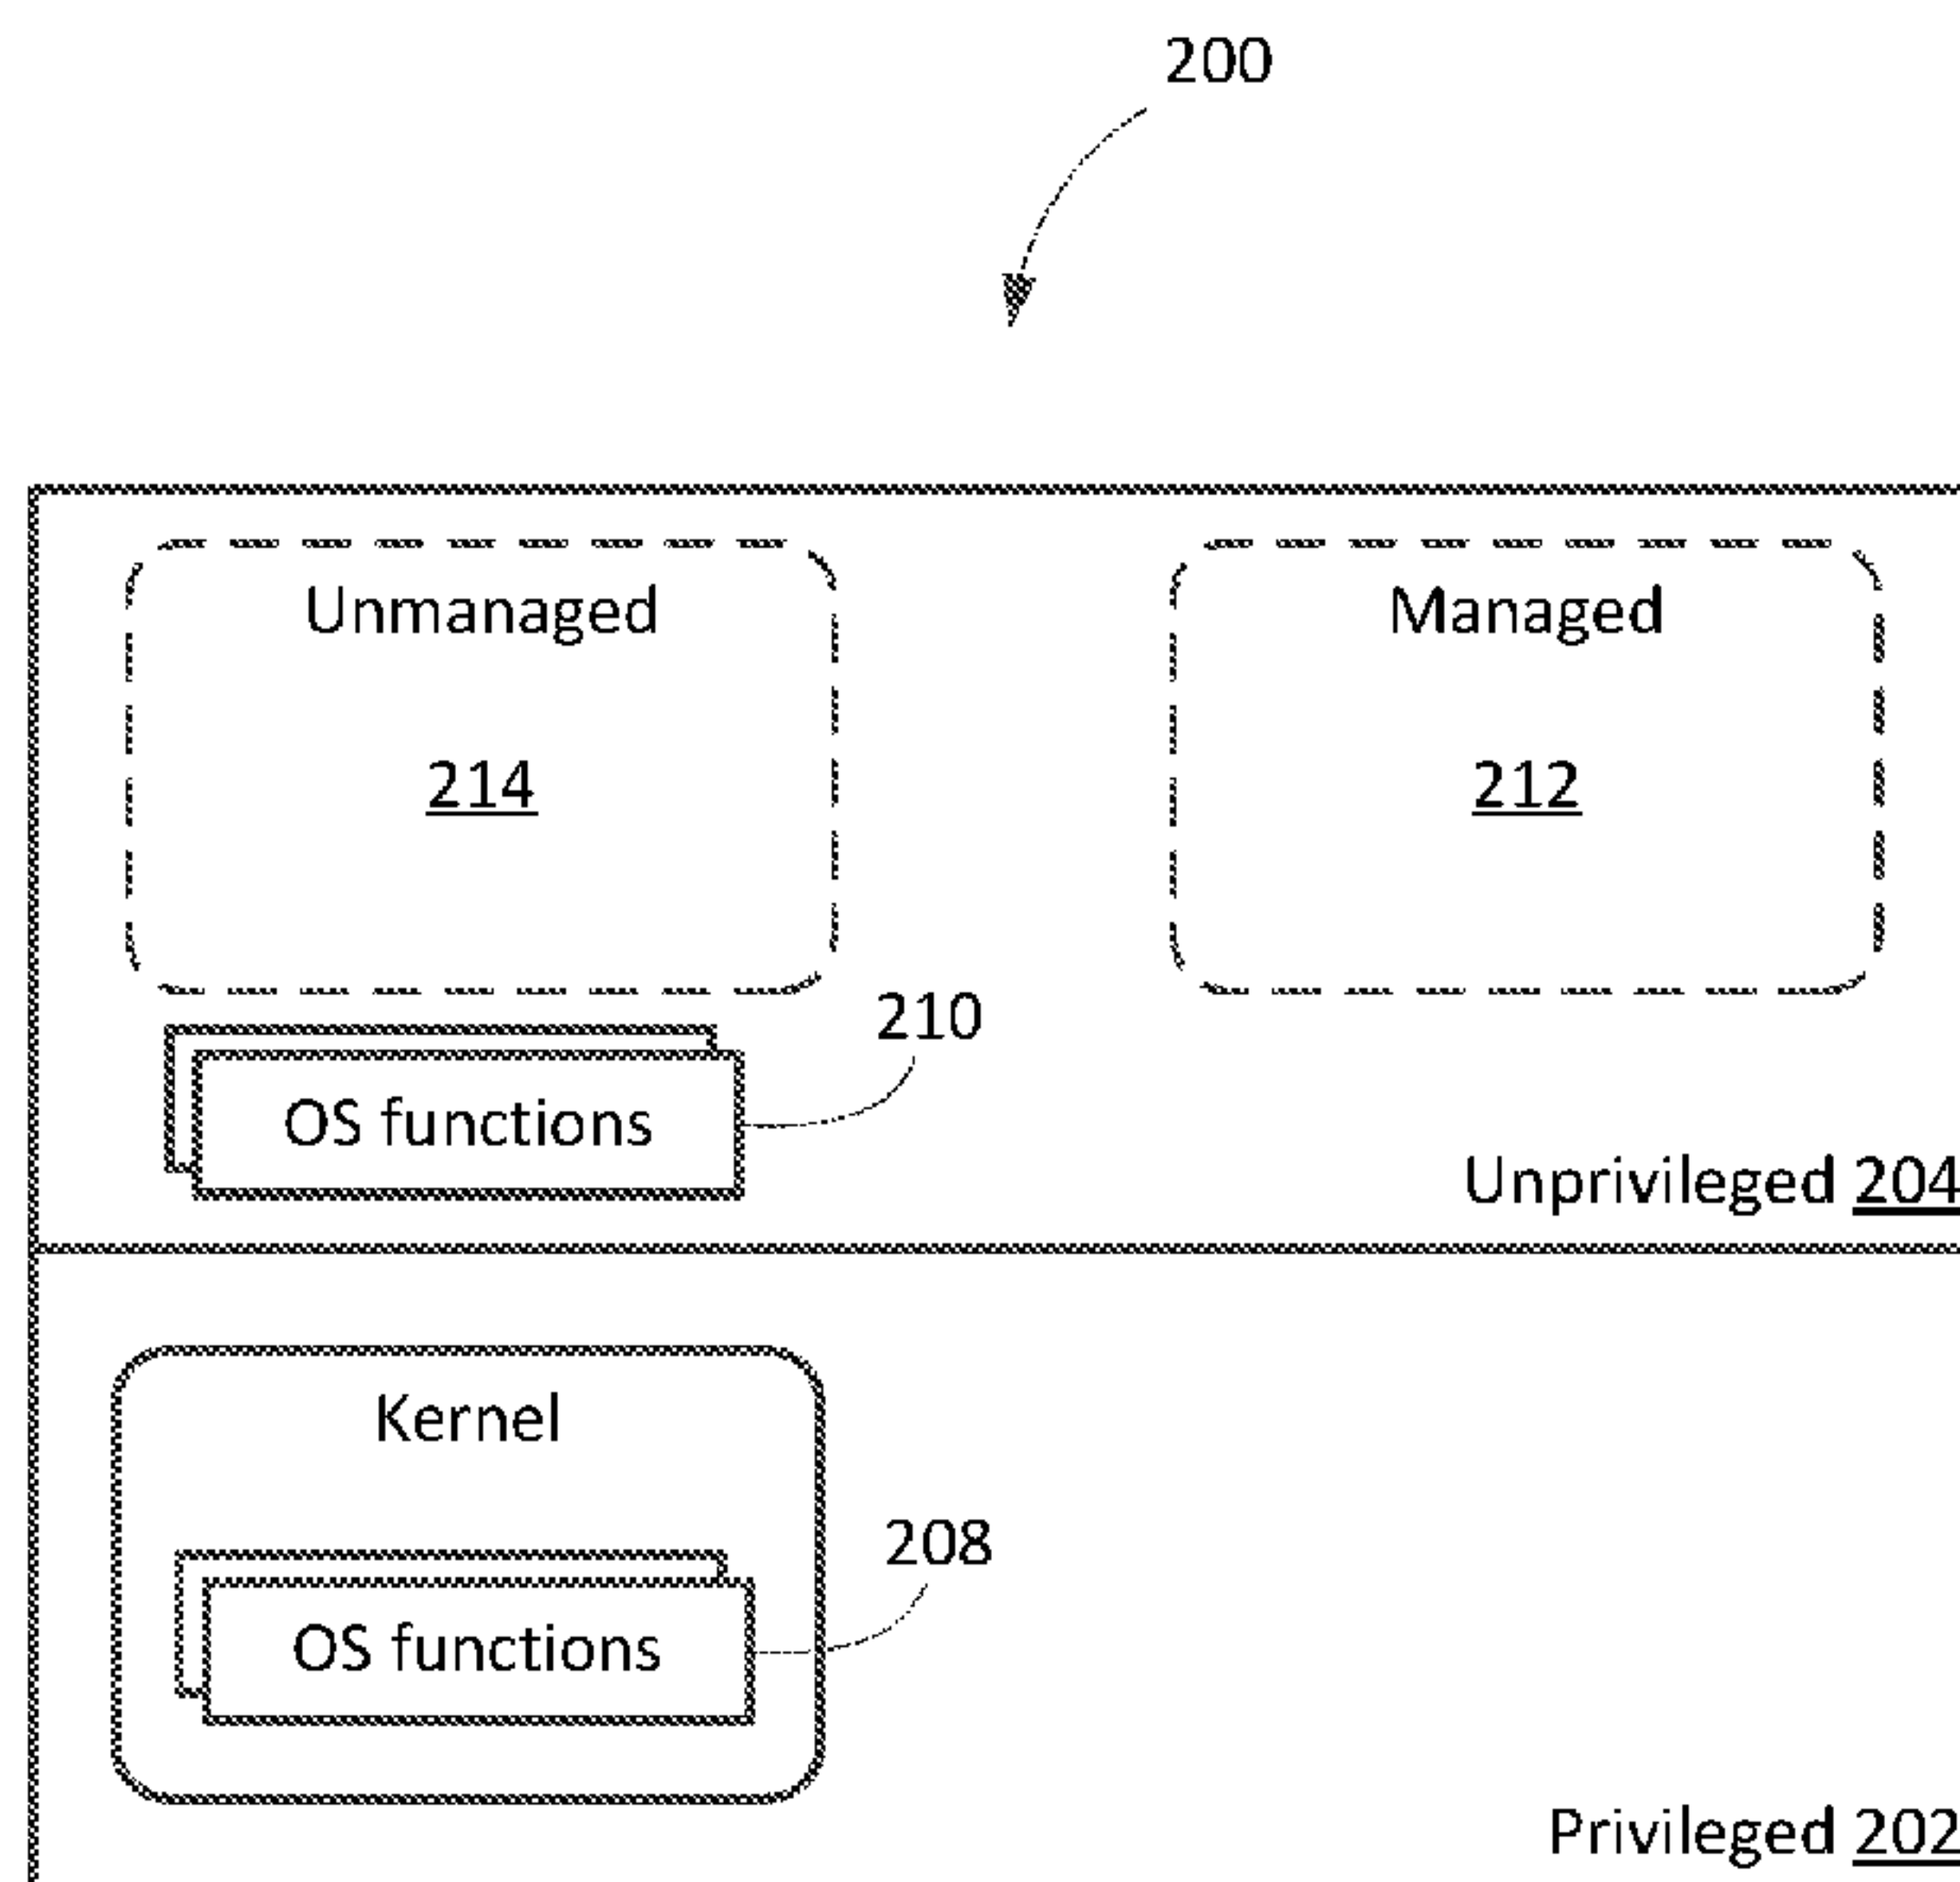 200
Unmanaged
214
Managed
212
210
OS functions
Unprivileged 204
Kernel
208
OS functions
Privileged 202